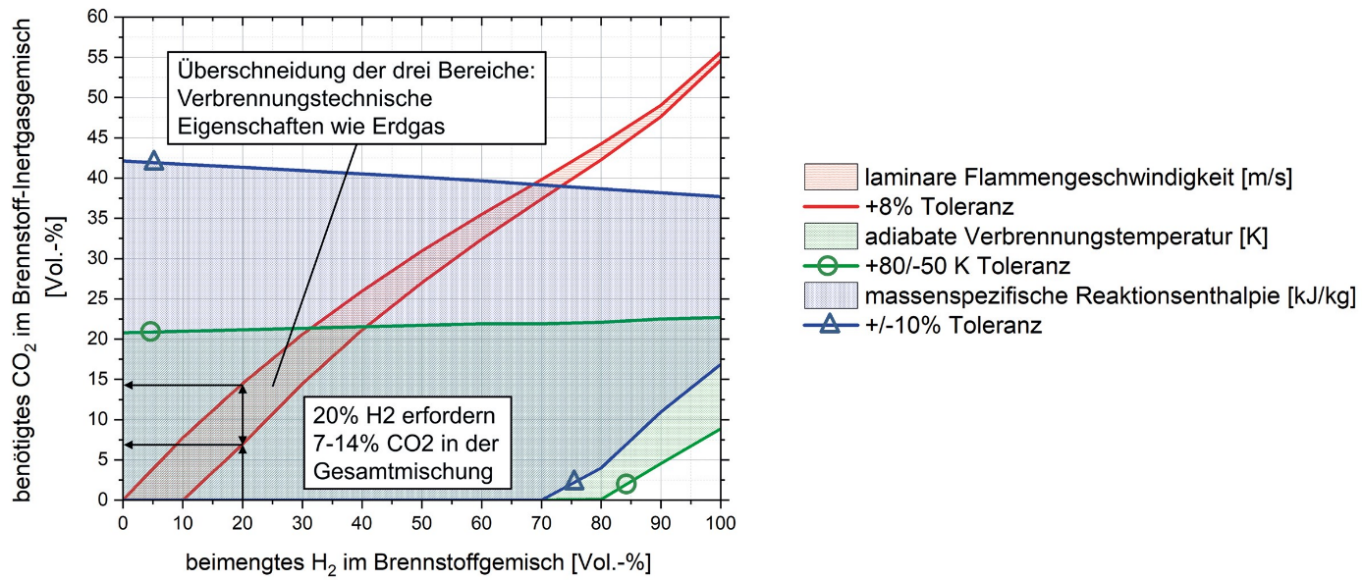 60
55
50
45
40
35
30
25
20
15
10
5
0
benötigtes CO₂ im Brennstoff-Inertgasgemisch
[Vol.-%]
Überschneidung der drei Bereiche:
Verbrennungstechnische
Eigenschaften wie Erdgas
20% H2 erfordern
7-14% CO2 in der
Gesamtmischung
0 10 20 30 40 50 60 70 80 90 100
beimengtes H₂ im Brennstoffgemisch [Vol.-%]
laminare Flammengeschwindigkeit [m/s]
+8% Toleranz
adiabate Verbrennungstemperatur [K]
+80/-50 K Toleranz
massenspezifische Reaktionsenthalpie [kJ/kg]
+/-10% Toleranz